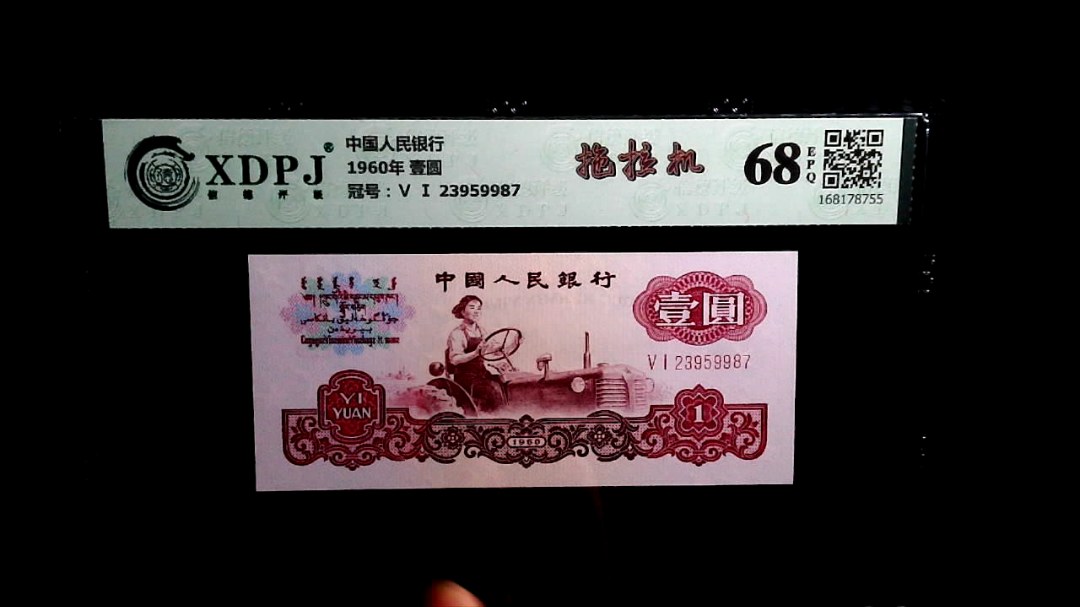 XDPJ®
中国人民银行
1960年 壹圆
冠号：V I 23959987
拖拉机
68
EPQ
168178755
中國人民銀行
壹圓
V I 23959987
YI
YUAN
1960
1